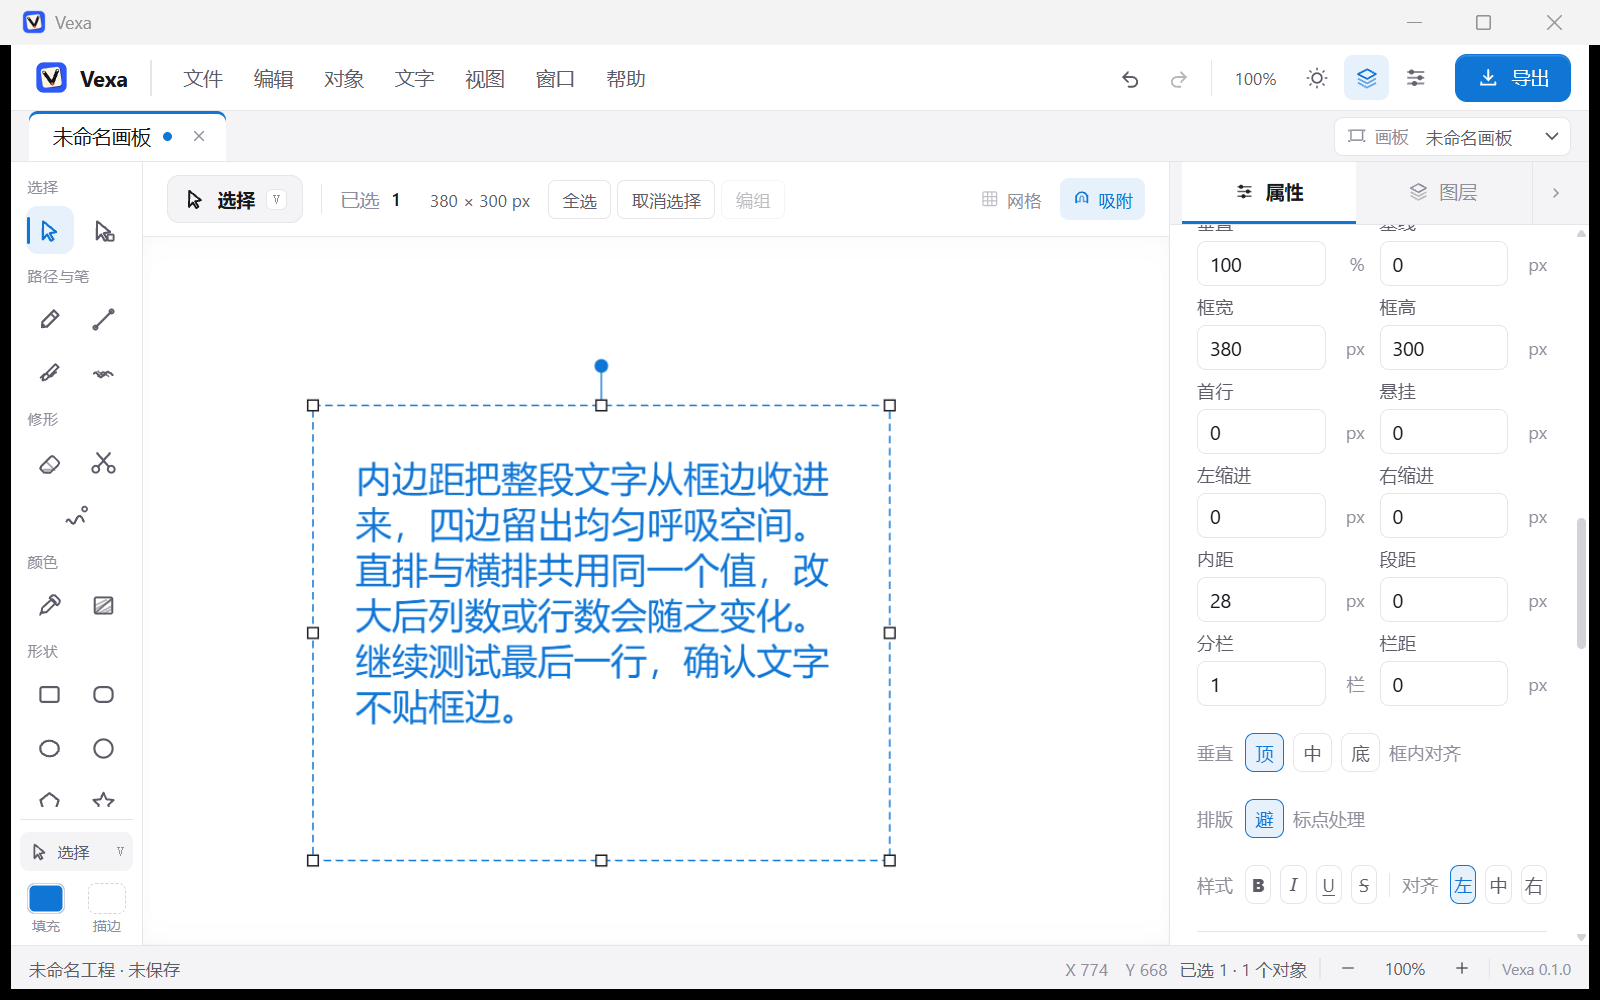 Vexa
Vexa
文件 编辑 对象 文字 视图 窗口 帮助
100%
导出
未命名画板
画板 未命名画板
选择
选择 V
已选 1 380 × 300 px 全选 取消选择 编组
网格 吸附
属性 图层
路径与笔
修形
颜色
形状
选择 V
填充 描边
内边距把整段文字从框边收进
来，四边留出均匀呼吸空间。
直排与横排共用同一个值，改
大后列数或行数会随之变化。
继续测试最后一行，确认文字
不贴框边。
垂直 基线
100 % 0 px
框宽 框高
380 px 300 px
首行 悬挂
0 px 0 px
左缩进 右缩进
0 px 0 px
内距 段距
28 px 0 px
分栏 栏距
1 栏 0 px
垂直 顶 中 底 框内对齐
排版 避 标点处理
样式 B I U S 对齐 左 中 右
未命名工程 · 未保存
X 774 Y 668 已选 1 · 1 个对象 − 100% + Vexa 0.1.0